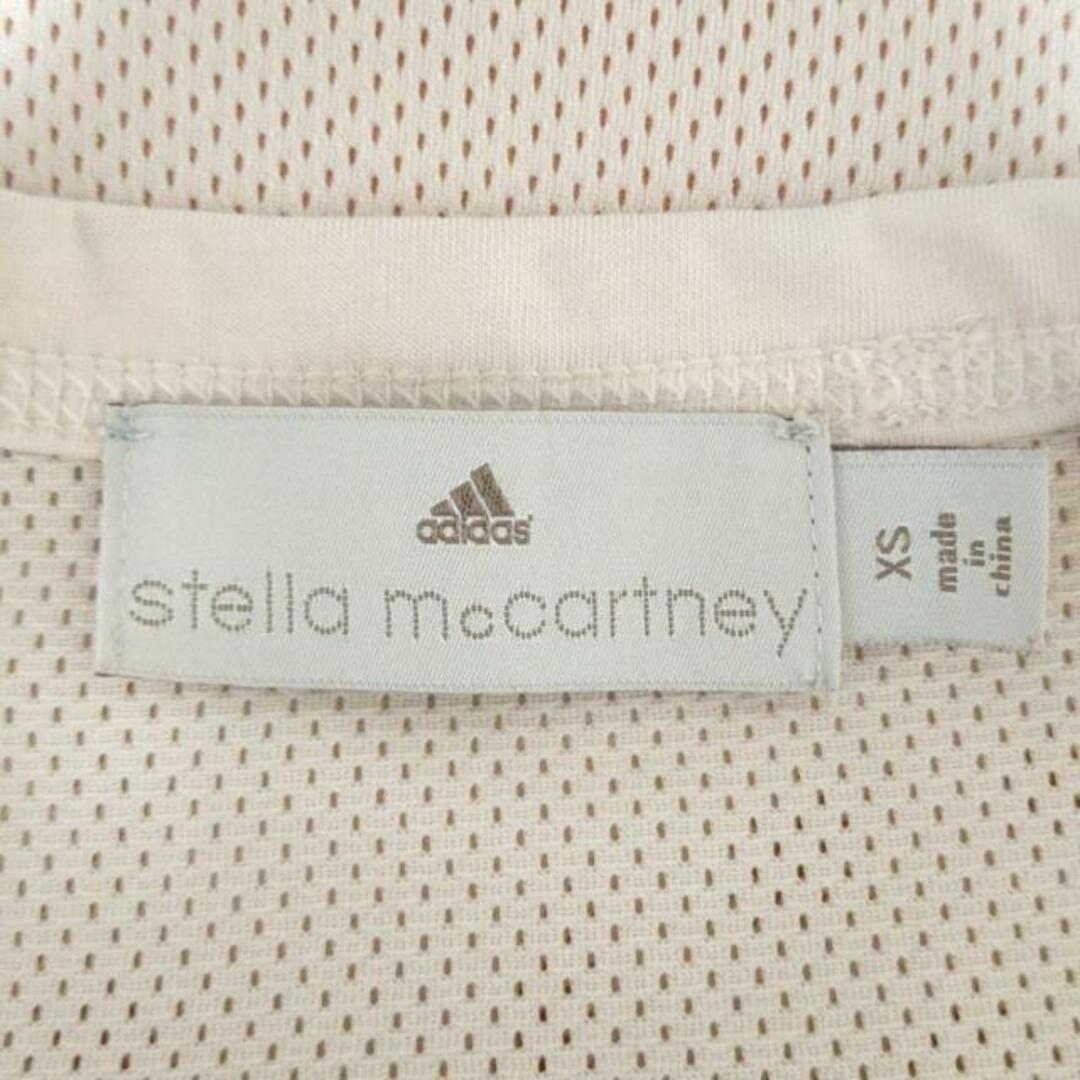 adidas
stella mccartney
XS
made
in
china